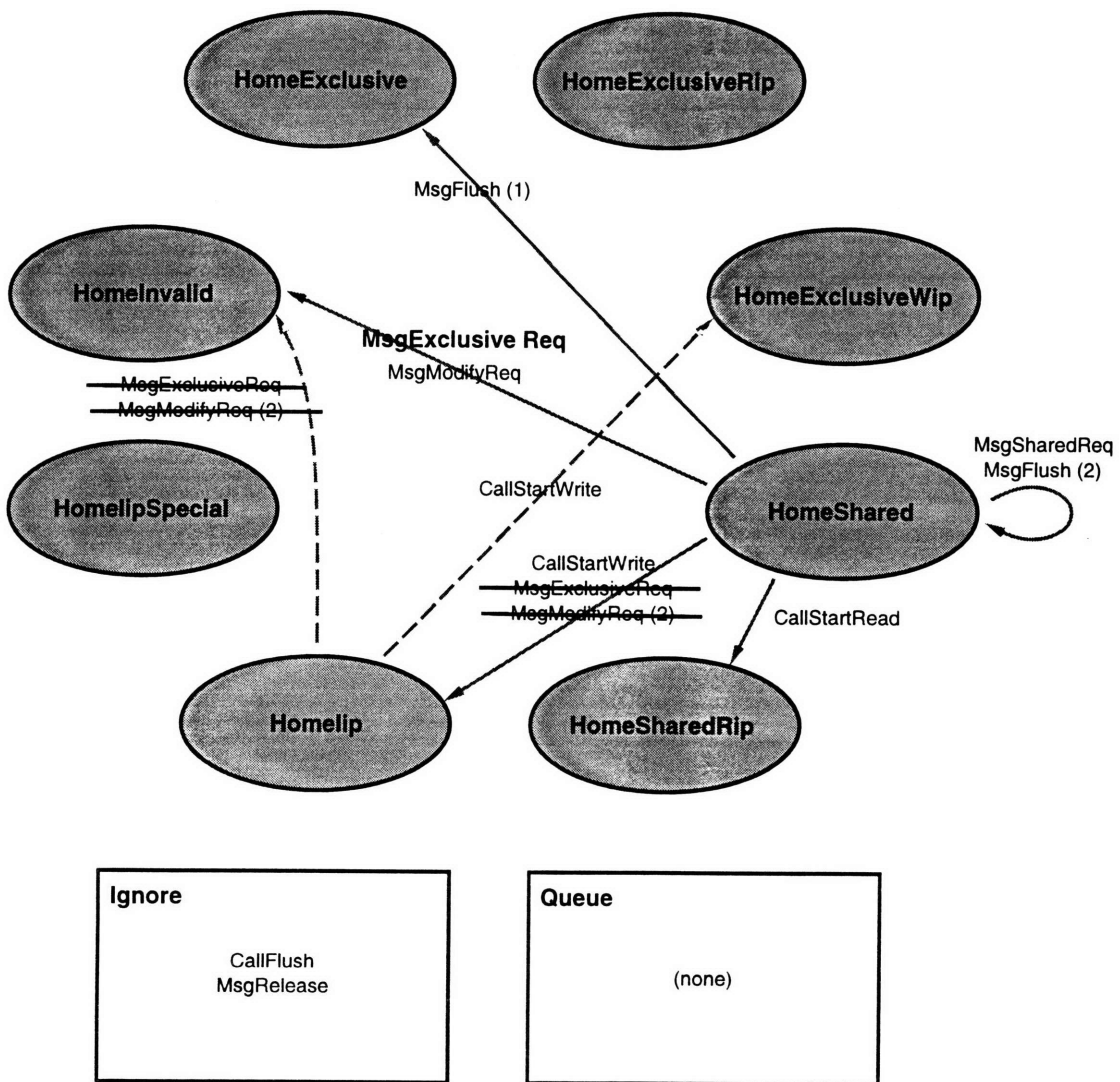 HomeExclusive
HomeExclusiveRip
MsgFlush (1)
HomeInvalid
HomeExclusiveWip
MsgExclusive Req
MsgModifyReq
MsgExclusiveReq
MsgModifyReq (2)
MsgSharedReq
MsgFlush (2)
HomeIipSpecial
CallStartWrite
HomeShared
CallStartWrite
MsgExclusiveReq
MsgModifyReq (2)
CallStartRead
HomeIip
HomeSharedRip
Ignore
CallFlush
MsgRelease
Queue
(none)